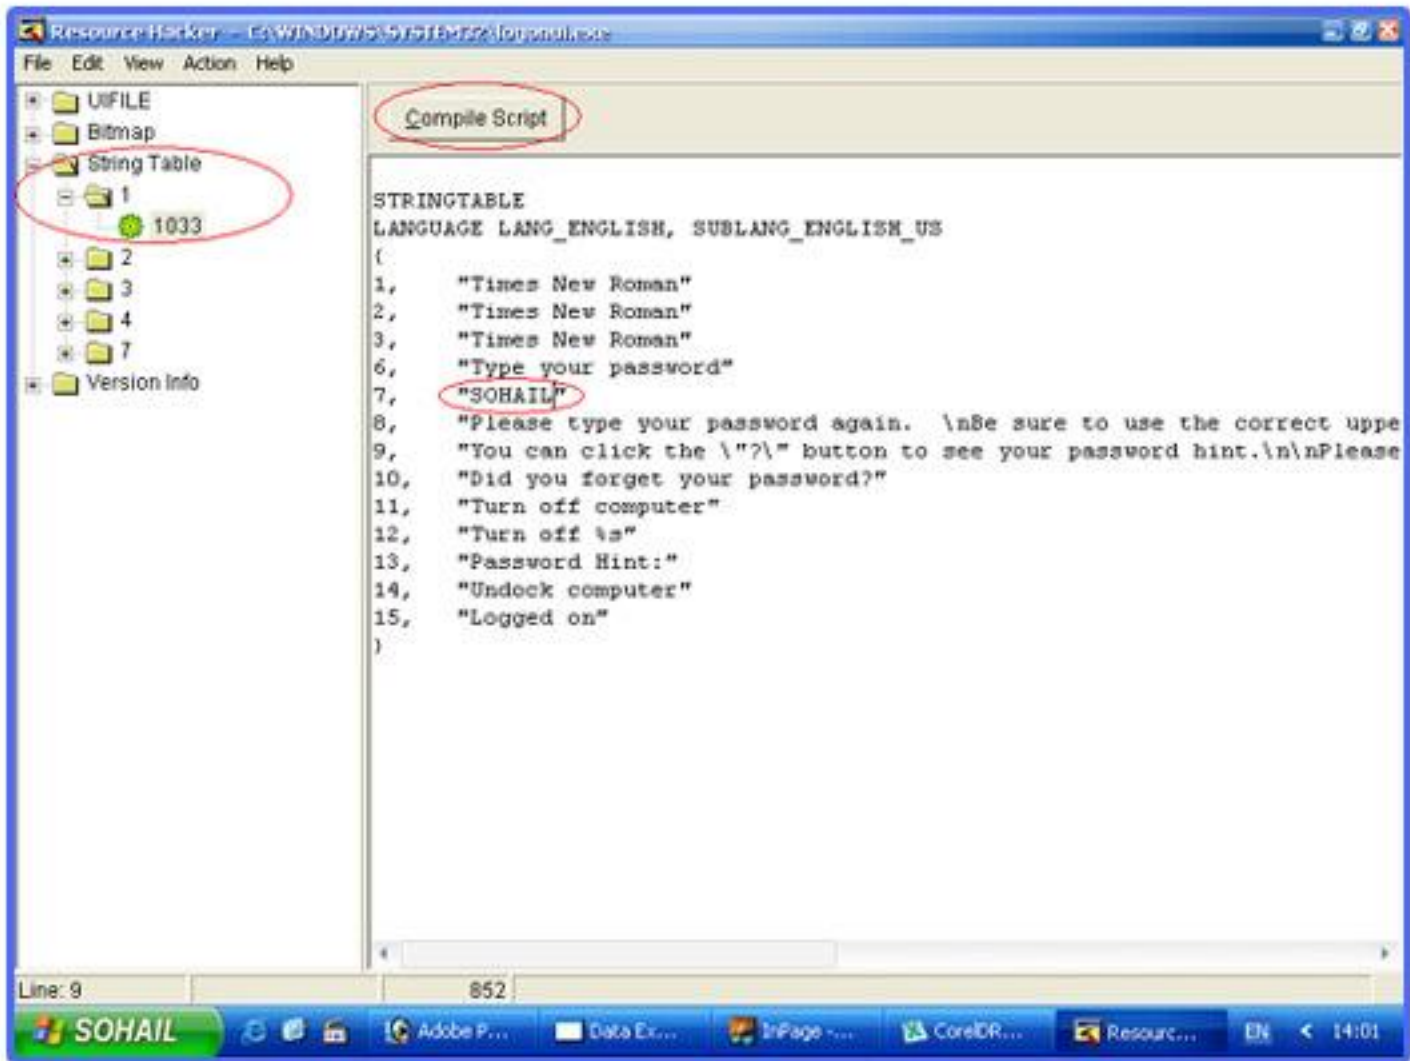 Resource Hacker - C:\WINDOWS\SYSTEM32\logonui.exe
File Edit View Action Help
UIFILE
Bitmap
String Table
1
1033
2
3
4
7
Version Info
Compile Script
STRINGTABLE
LANGUAGE LANG_ENGLISH, SUBLANG_ENGLISH_US
{
1, "Times New Roman"
2, "Times New Roman"
3, "Times New Roman"
6, "Type your password"
7, "SOHAIL"
8, "Please type your password again. \nBe sure to use the correct uppe
9, "You can click the \"?\" button to see your password hint.\n\nPlease
10, "Did you forget your password?"
11, "Turn off computer"
12, "Turn off %s"
13, "Password Hint:"
14, "Undock computer"
15, "Logged on"
}
Line: 9 852
SOHAIL Adobe P... Data Ex... InPage -... CorelDR... Resourc... EN 14:01